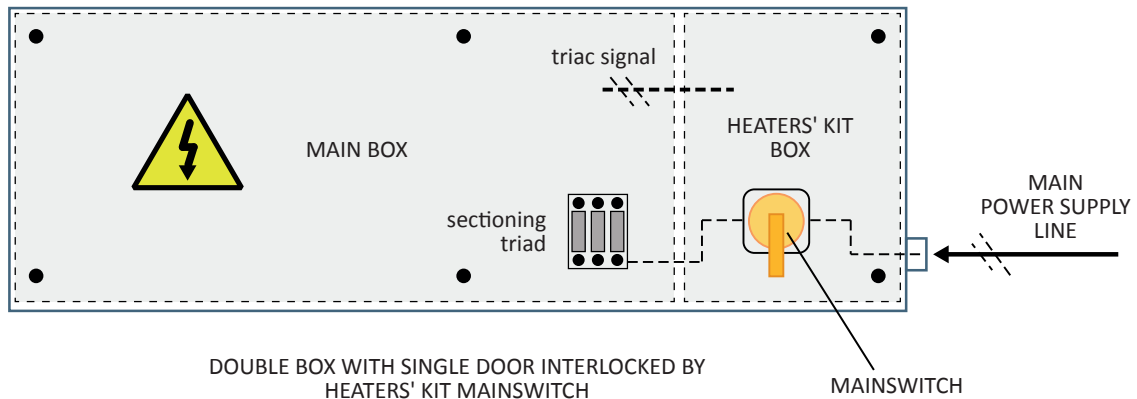 triac signal
HEATERS' KIT
BOX
MAIN BOX
MAIN
POWER SUPPLY
LINE
sectioning
triad
DOUBLE BOX WITH SINGLE DOOR INTERLOCKED BY
HEATERS' KIT MAINSWITCH
MAINSWITCH